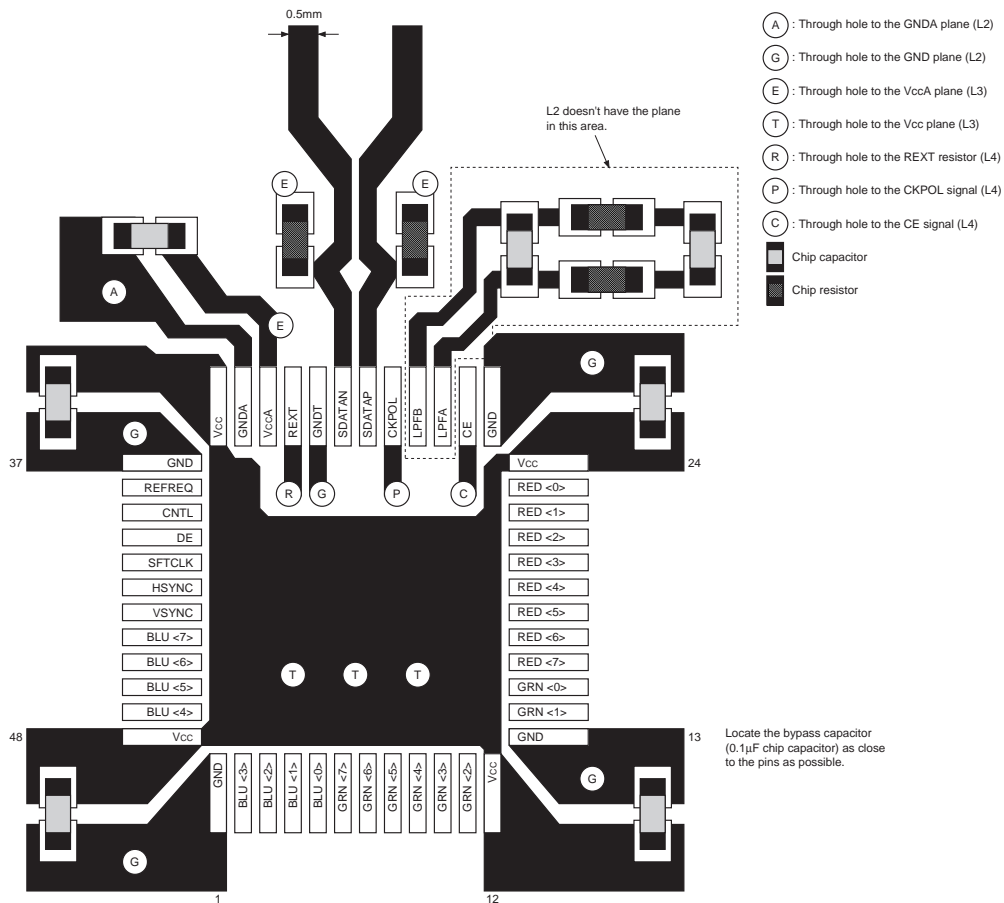 0.5mm
A : Through hole to the GNDA plane (L2)
G : Through hole to the GND plane (L2)
E : Through hole to the VccA plane (L3)
T : Through hole to the Vcc plane (L3)
R : Through hole to the REXT resistor (L4)
P : Through hole to the CKPOL signal (L4)
C : Through hole to the CE signal (L4)
Chip capacitor
Chip resistor
L2 doesn't have the plane
in this area.
E
E
A
E
G
G
Vcc
GNDA
VccA
REXT
GNDT
SDATAN
SDATAP
CKPOL
LPFB
LPFA
CE
GND
37
24
R
G
P
C
GND
REFREQ
CNTL
DE
SFTCLK
HSYNC
VSYNC
BLU <7>
BLU <6>
BLU <5>
BLU <4>
Vcc
Vcc
RED <0>
RED <1>
RED <2>
RED <3>
RED <4>
RED <5>
RED <6>
RED <7>
GRN <0>
GRN <1>
GND
T
T
T
48
13
Locate the bypass capacitor
(0.1µF chip capacitor) as close
to the pins as possible.
GND
BLU <3>
BLU <2>
BLU <1>
BLU <0>
GRN <7>
GRN <6>
GRN <5>
GRN <4>
GRN <3>
GRN <2>
Vcc
G
G
1
12